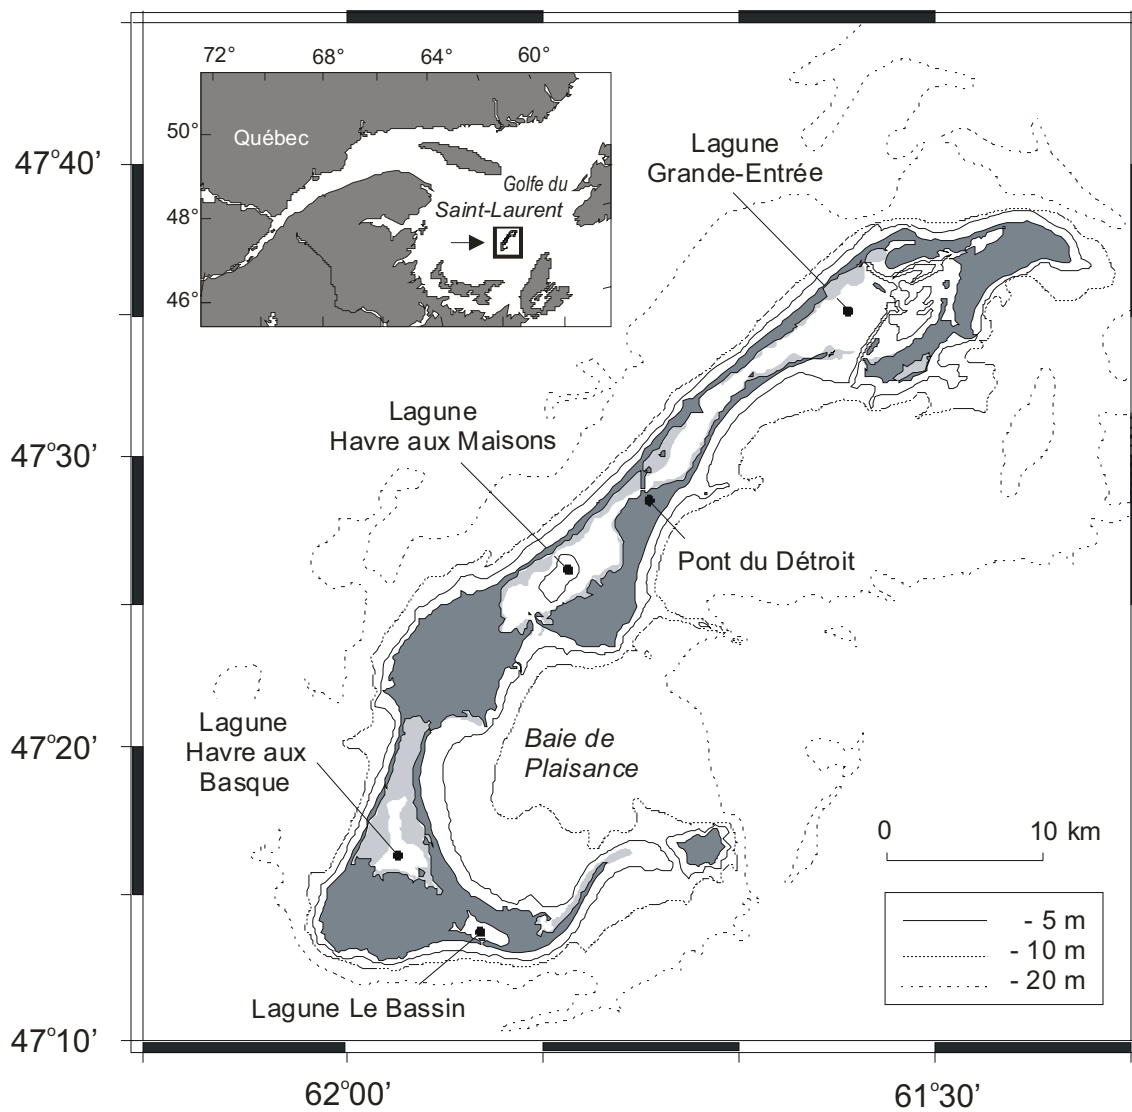 72° 68° 64° 60°
50°
Québec
48°
46°
Golfe du
Saint-Laurent
47°40’
Lagune
Grande-Entrée
Lagune
Havre aux Maisons
47°30’
Pont du Détroit
Lagune
Havre aux
Basque
47°20’
Baie de
Plaisance
0 10 km
- 5 m
- 10 m
- 20 m
Lagune Le Bassin
47°10’
62°00’ 61°30’